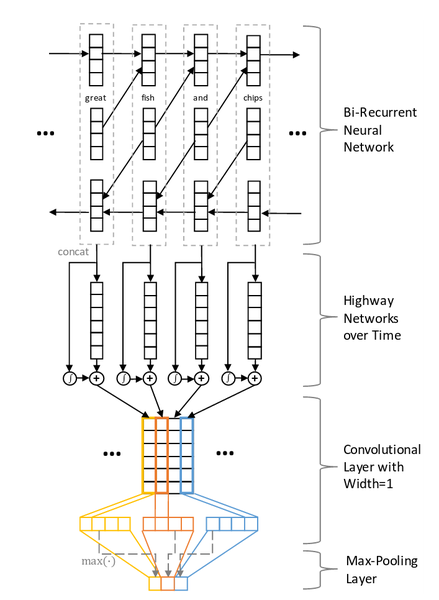 great fish and chips
Bi-Recurrent
Neural
Network
concat
Highway
Networks
over Time
∫ + ∫ + ∫ + ∫ +
Convolutional
Layer with
Width=1
max(·)
Max-Pooling
Layer